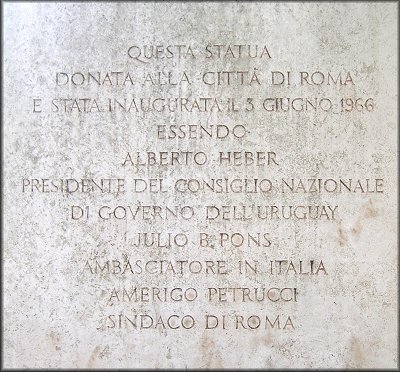 QUESTA STATUA
DONATA ALLA CITTÀ DI ROMA
E STATA INAUGURATA IL 3 GIUGNO 1966
ESSENDO
ALBERTO HEBER
PRESIDENTE DEL CONSIGLIO NAZIONALE
DI GOVERNO DELL'URUGUAY
JULIO B. PONS
AMBASCIATORE IN ITALIA
AMERIGO PETRUCCI
SINDACO DI ROMA